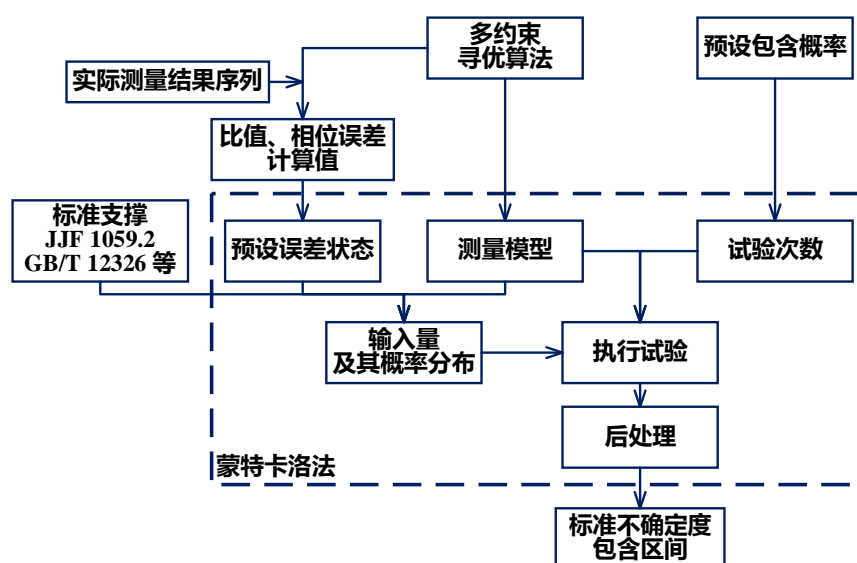 多约束
寻优算法
预设包含概率
实际测量结果序列
比值、相位误差
计算值
标准支撑
JJF 1059.2
GB/T 12326 等
预设误差状态
测量模型
试验次数
输入量
及其概率分布
执行试验
后处理
蒙特卡洛法
标准不确定度
包含区间